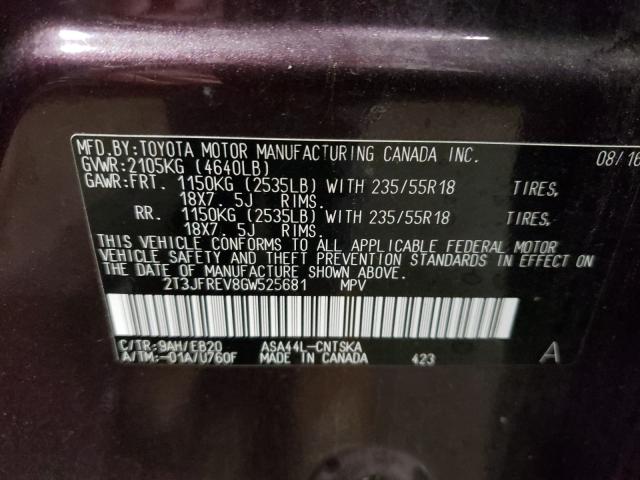 MFD.BY:TOYOTA MOTOR MANUFACTURING CANADA INC. 08/16
GVWR:2105KG (4640LB)
GAWR:FRT. 1150KG (2535LB) WITH 235/55R18 TIRES,
18X7. 5J RIMS.
RR. 1150KG (2535LB) WITH 235/55R18 TIRES,
18X7. 5J RIMS.
THIS VEHICLE CONFORMS TO ALL APPLICABLE FEDERAL MOTOR
VEHICLE SAFETY AND THEFT PREVENTION STANDARDS IN EFFECT ON
THE DATE OF MANUFACTURE SHOWN ABOVE.
2T3JFREV8GW525681 MPV
C/TR:9AH/EB20 ASA44L-CNTSKA
A/TM:-01A/U760F MADE IN CANADA 423 A